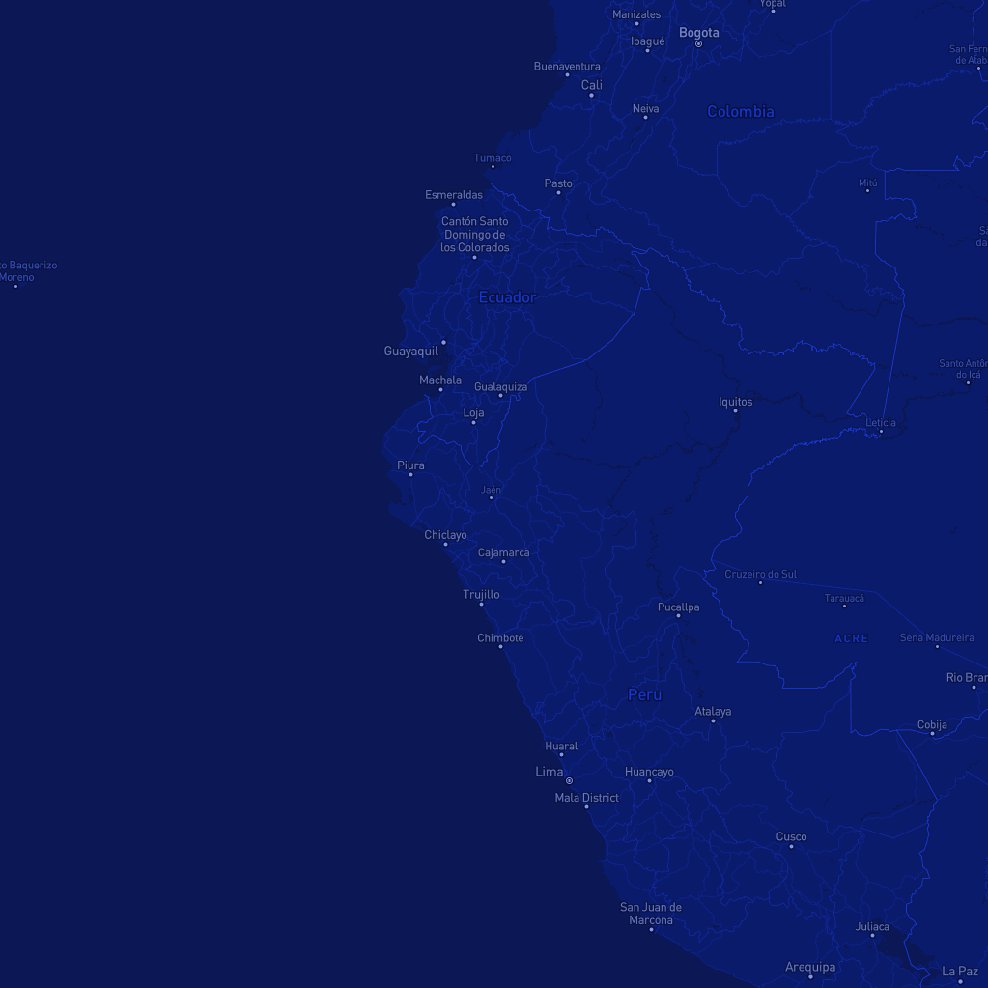 Yopal
Manizales
Bogota
Ibagué
San Fern
de Atab
Buenaventura
Cali
Neiva
Colombia
Tumaco
Pasto
Mitú
Esmeraldas
Cantón Santo
Domingo de
los Colorados
to Baquerizo
Moreno
Ecuador
Guayaquil
Santo Antôn
do Içá
Machala
Gualaquiza
Iquitos
Loja
Leticia
Piura
Jaén
Chiclayo
Cajamarca
Cruzeiro do Sul
Trujillo
Tarauacá
Pucallpa
Chimbote
ACRE
Sena Madureira
Rio Bran
Peru
Atalaya
Cobija
Huaral
Lima
Huancayo
Mala District
Cusco
San Juan de
Marcona
Juliaca
Arequipa
La Paz